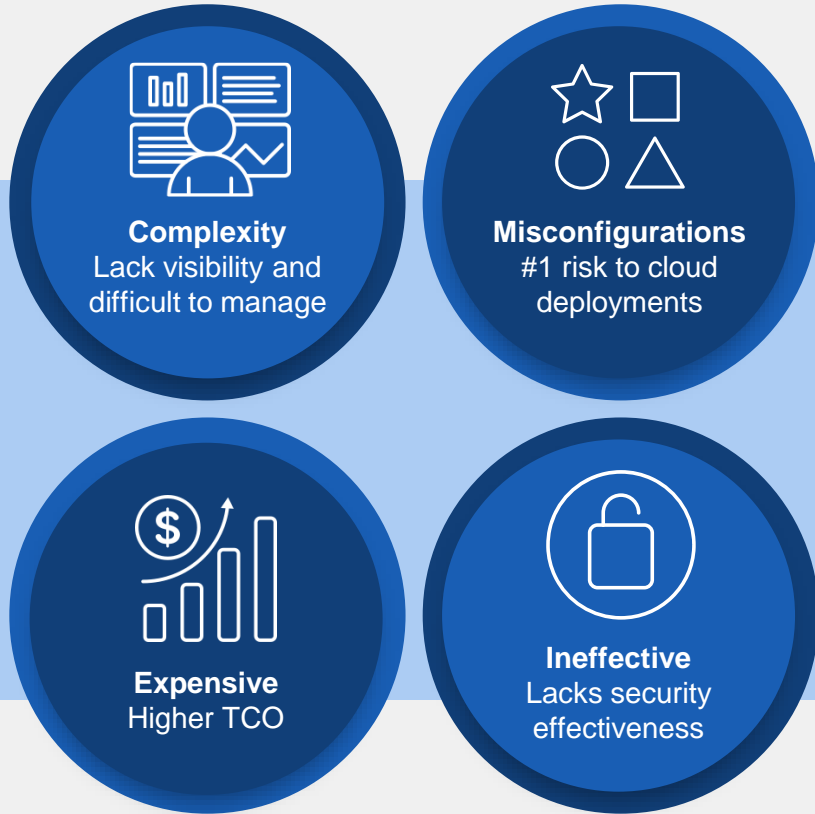 Complexity
Lack visibility and
difficult to manage
Misconfigurations
#1 risk to cloud
deployments
$
Expensive
Higher TCO
Ineffective
Lacks security
effectiveness